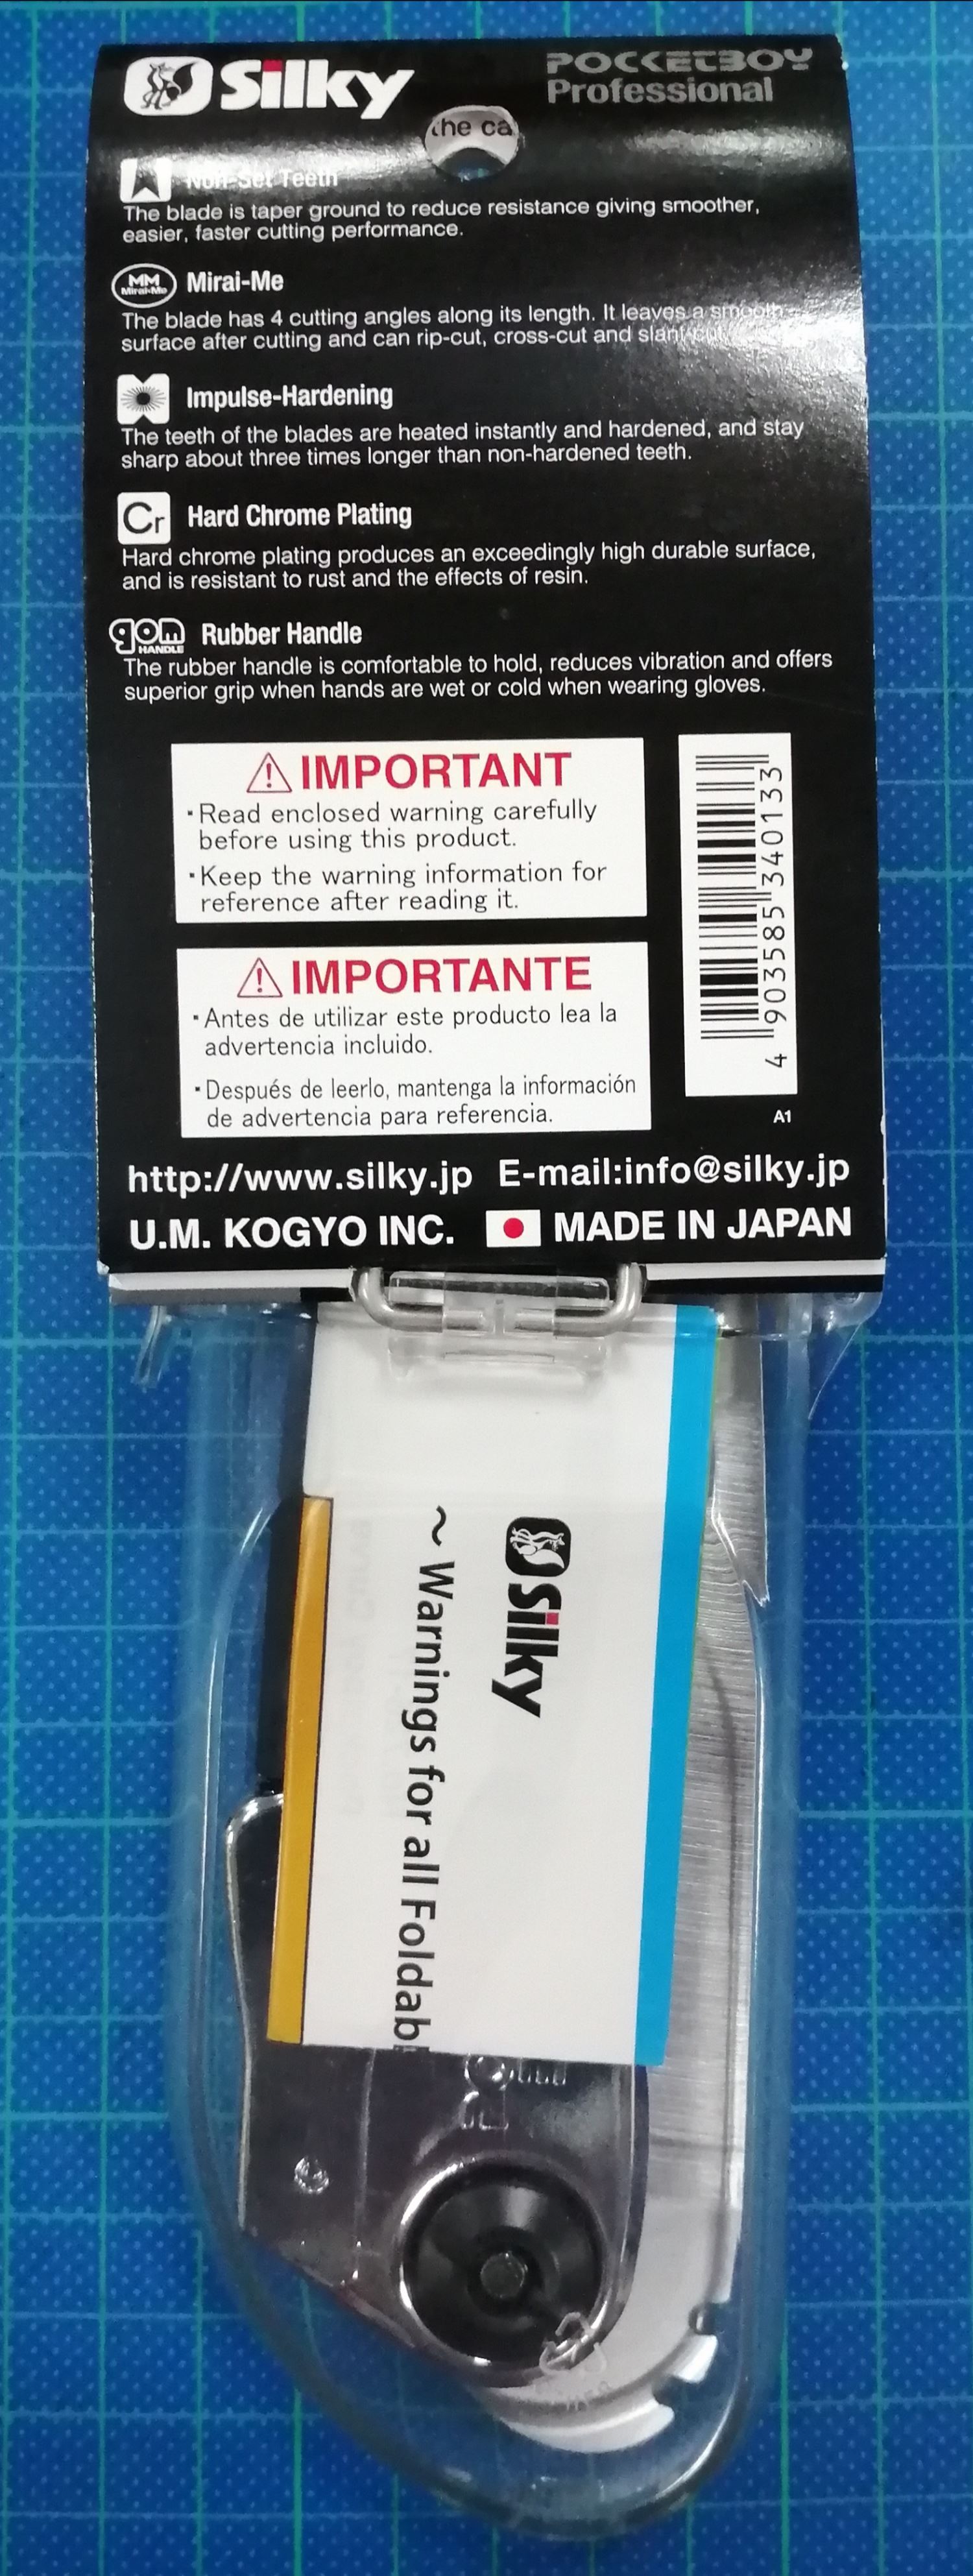 Silky
POCKETBOY
Professional
the ca
Non-Set Teeth
The blade is taper ground to reduce resistance giving smoother,
easier, faster cutting performance.
MM
Mirai-Me
Mirai-Me
The blade has 4 cutting angles along its length. It leaves a smooth
surface after cutting and can rip-cut, cross-cut and slant-cut.
Impulse-Hardening
The teeth of the blades are heated instantly and hardened, and stay
sharp about three times longer than non-hardened teeth.
Cr Hard Chrome Plating
Hard chrome plating produces an exceedingly high durable surface,
and is resistant to rust and the effects of resin.
gom
HANDLE
Rubber Handle
The rubber handle is comfortable to hold, reduces vibration and offers
superior grip when hands are wet or cold when wearing gloves.
IMPORTANT
・Read enclosed warning carefully
before using this product.
・Keep the warning information for
reference after reading it.
IMPORTANTE
・Antes de utilizar este producto lea la
advertencia incluido.
・Después de leerlo, mantenga la información
de advertencia para referencia.
4 903585 340133
A1
http://www.silky.jp E-mail:info@silky.jp
U.M. KOGYO INC. MADE IN JAPAN
Silky
~ Warnings for all Foldab